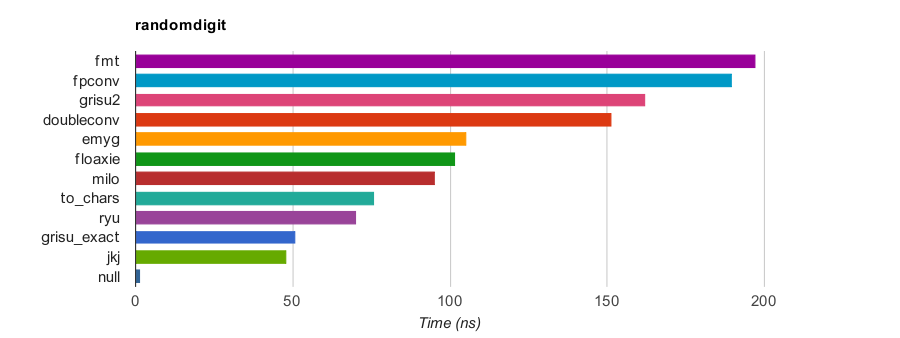 randomdigit
fmt
fpconv
grisu2
doubleconv
emyg
floaxie
milo
to_chars
ryu
grisu_exact
jkj
null
0 50 100 150 200
Time (ns)